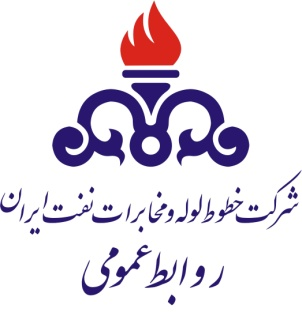 شرکت خطوط لوله و مخابرات نفت ایران
روابط عمومی